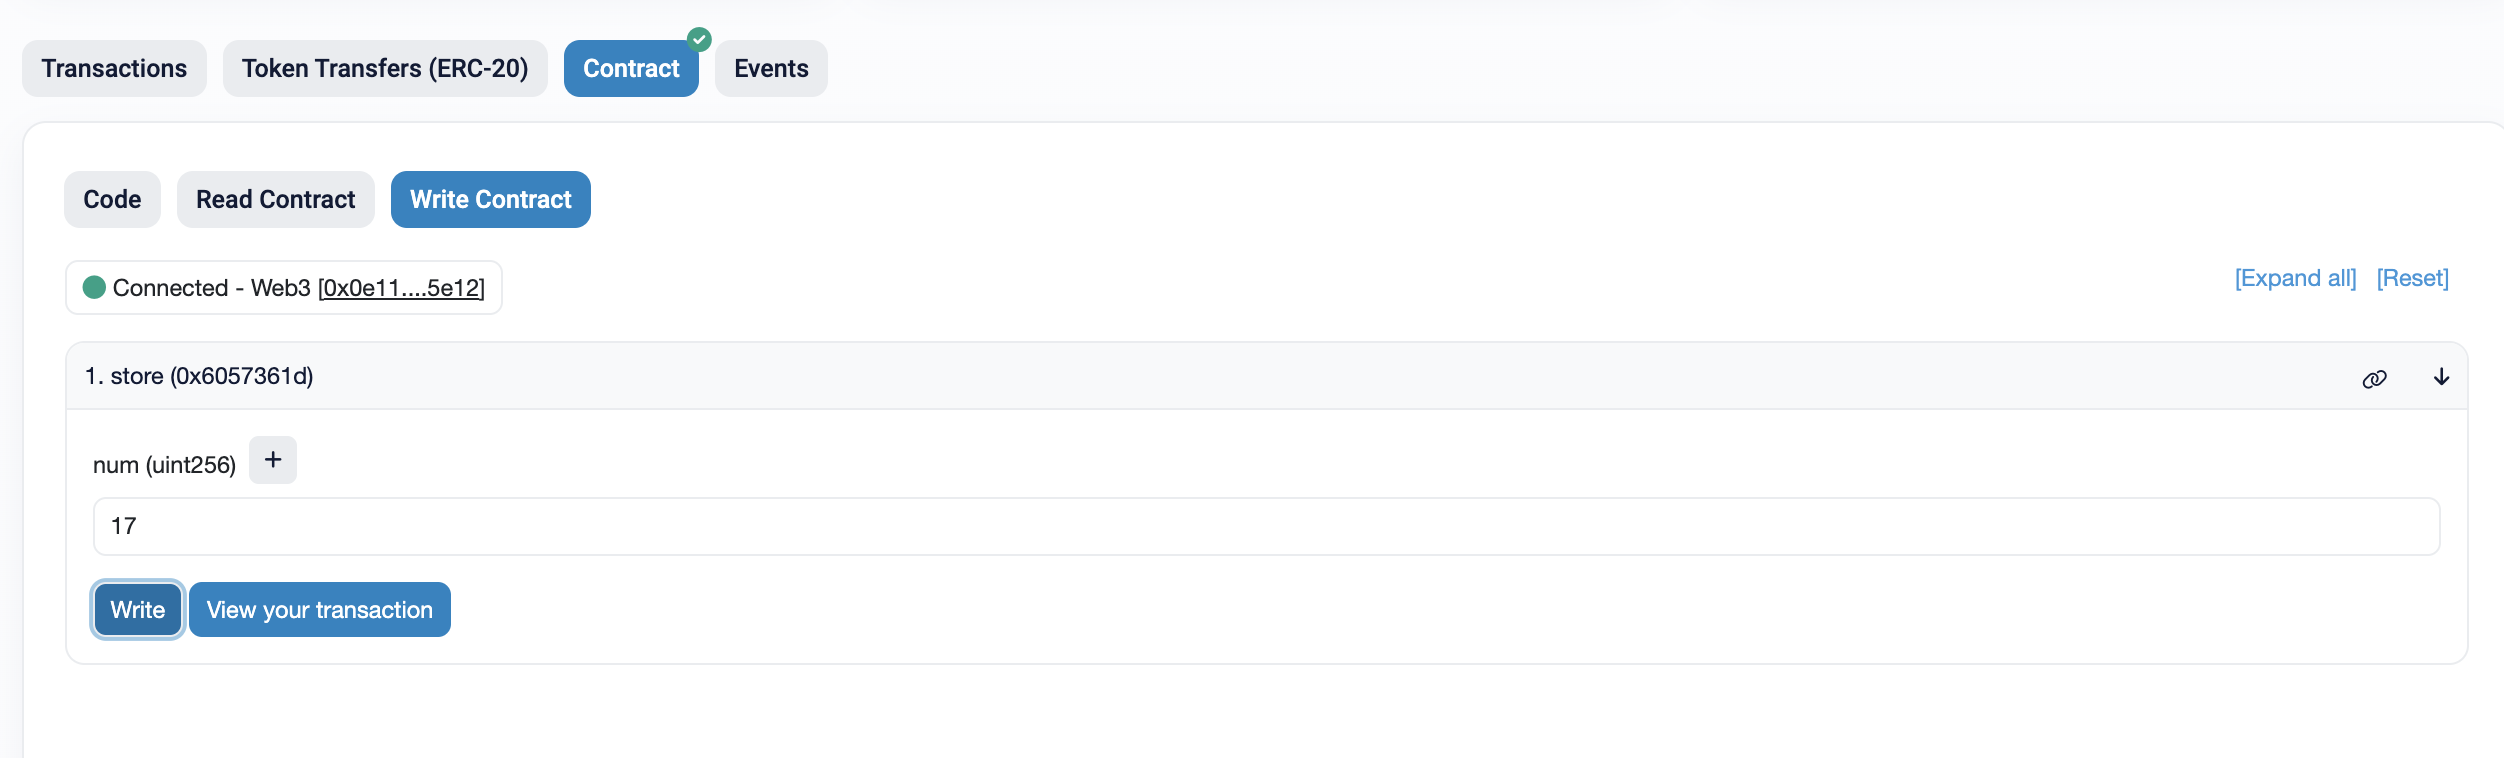 Transactions Token Transfers (ERC-20) Contract Events
Code Read Contract Write Contract
Connected - Web3 [0x0e11....5e12]
[Expand all] [Reset]
1. store (0x6057361d)
num (uint256) +
17
Write View your transaction